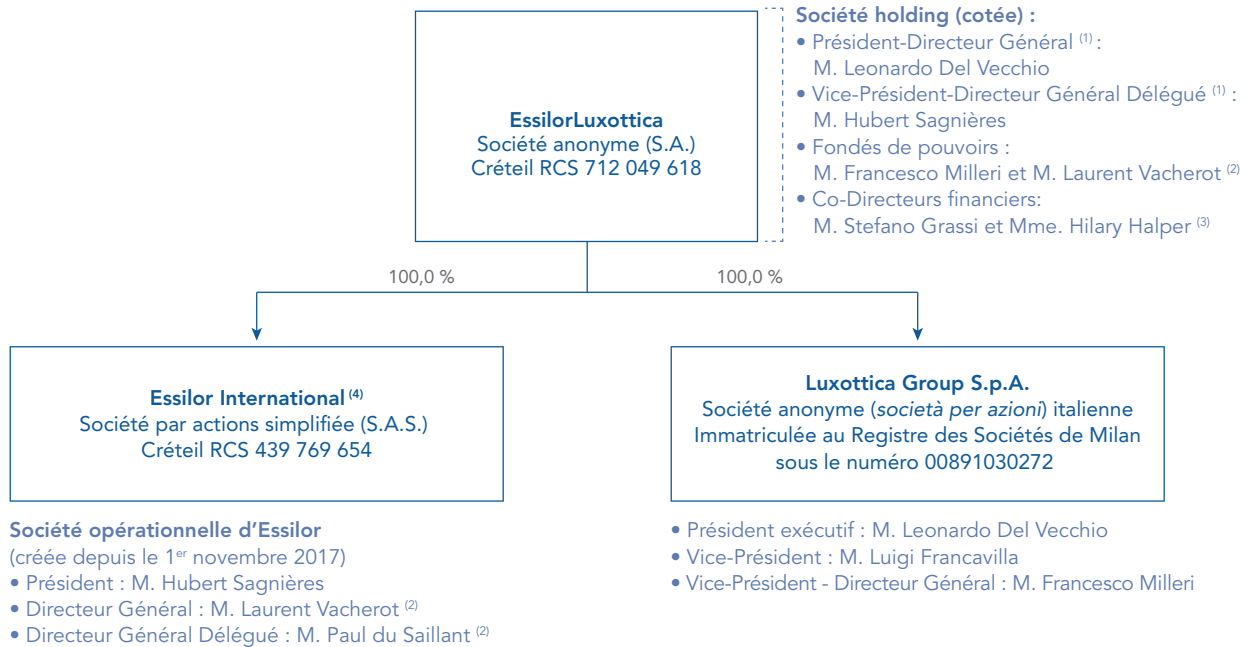 EssilorLuxottica
Société anonyme (S.A.)
Créteil RCS 712 049 618
Société holding (cotée) :
• Président-Directeur Général (1) :
M. Leonardo Del Vecchio
• Vice-Président-Directeur Général Délégué (1) :
M. Hubert Sagnières
• Fondés de pouvoirs :
M. Francesco Milleri et M. Laurent Vacherot (2)
• Co-Directeurs financiers:
M. Stefano Grassi et Mme. Hilary Halper (3)
100,0 %
100,0 %
Essilor International (4)
Société par actions simplifiée (S.A.S.)
Créteil RCS 439 769 654
Société opérationnelle d’Essilor
(créée depuis le 1er novembre 2017)
• Président : M. Hubert Sagnières
• Directeur Général : M. Laurent Vacherot (2)
• Directeur Général Délégué : M. Paul du Saillant (2)
Luxottica Group S.p.A.
Société anonyme (società per azioni) italienne
Immatriculée au Registre des Sociétés de Milan
sous le numéro 00891030272
• Président exécutif : M. Leonardo Del Vecchio
• Vice-Président : M. Luigi Francavilla
• Vice-Président - Directeur Général : M. Francesco Milleri